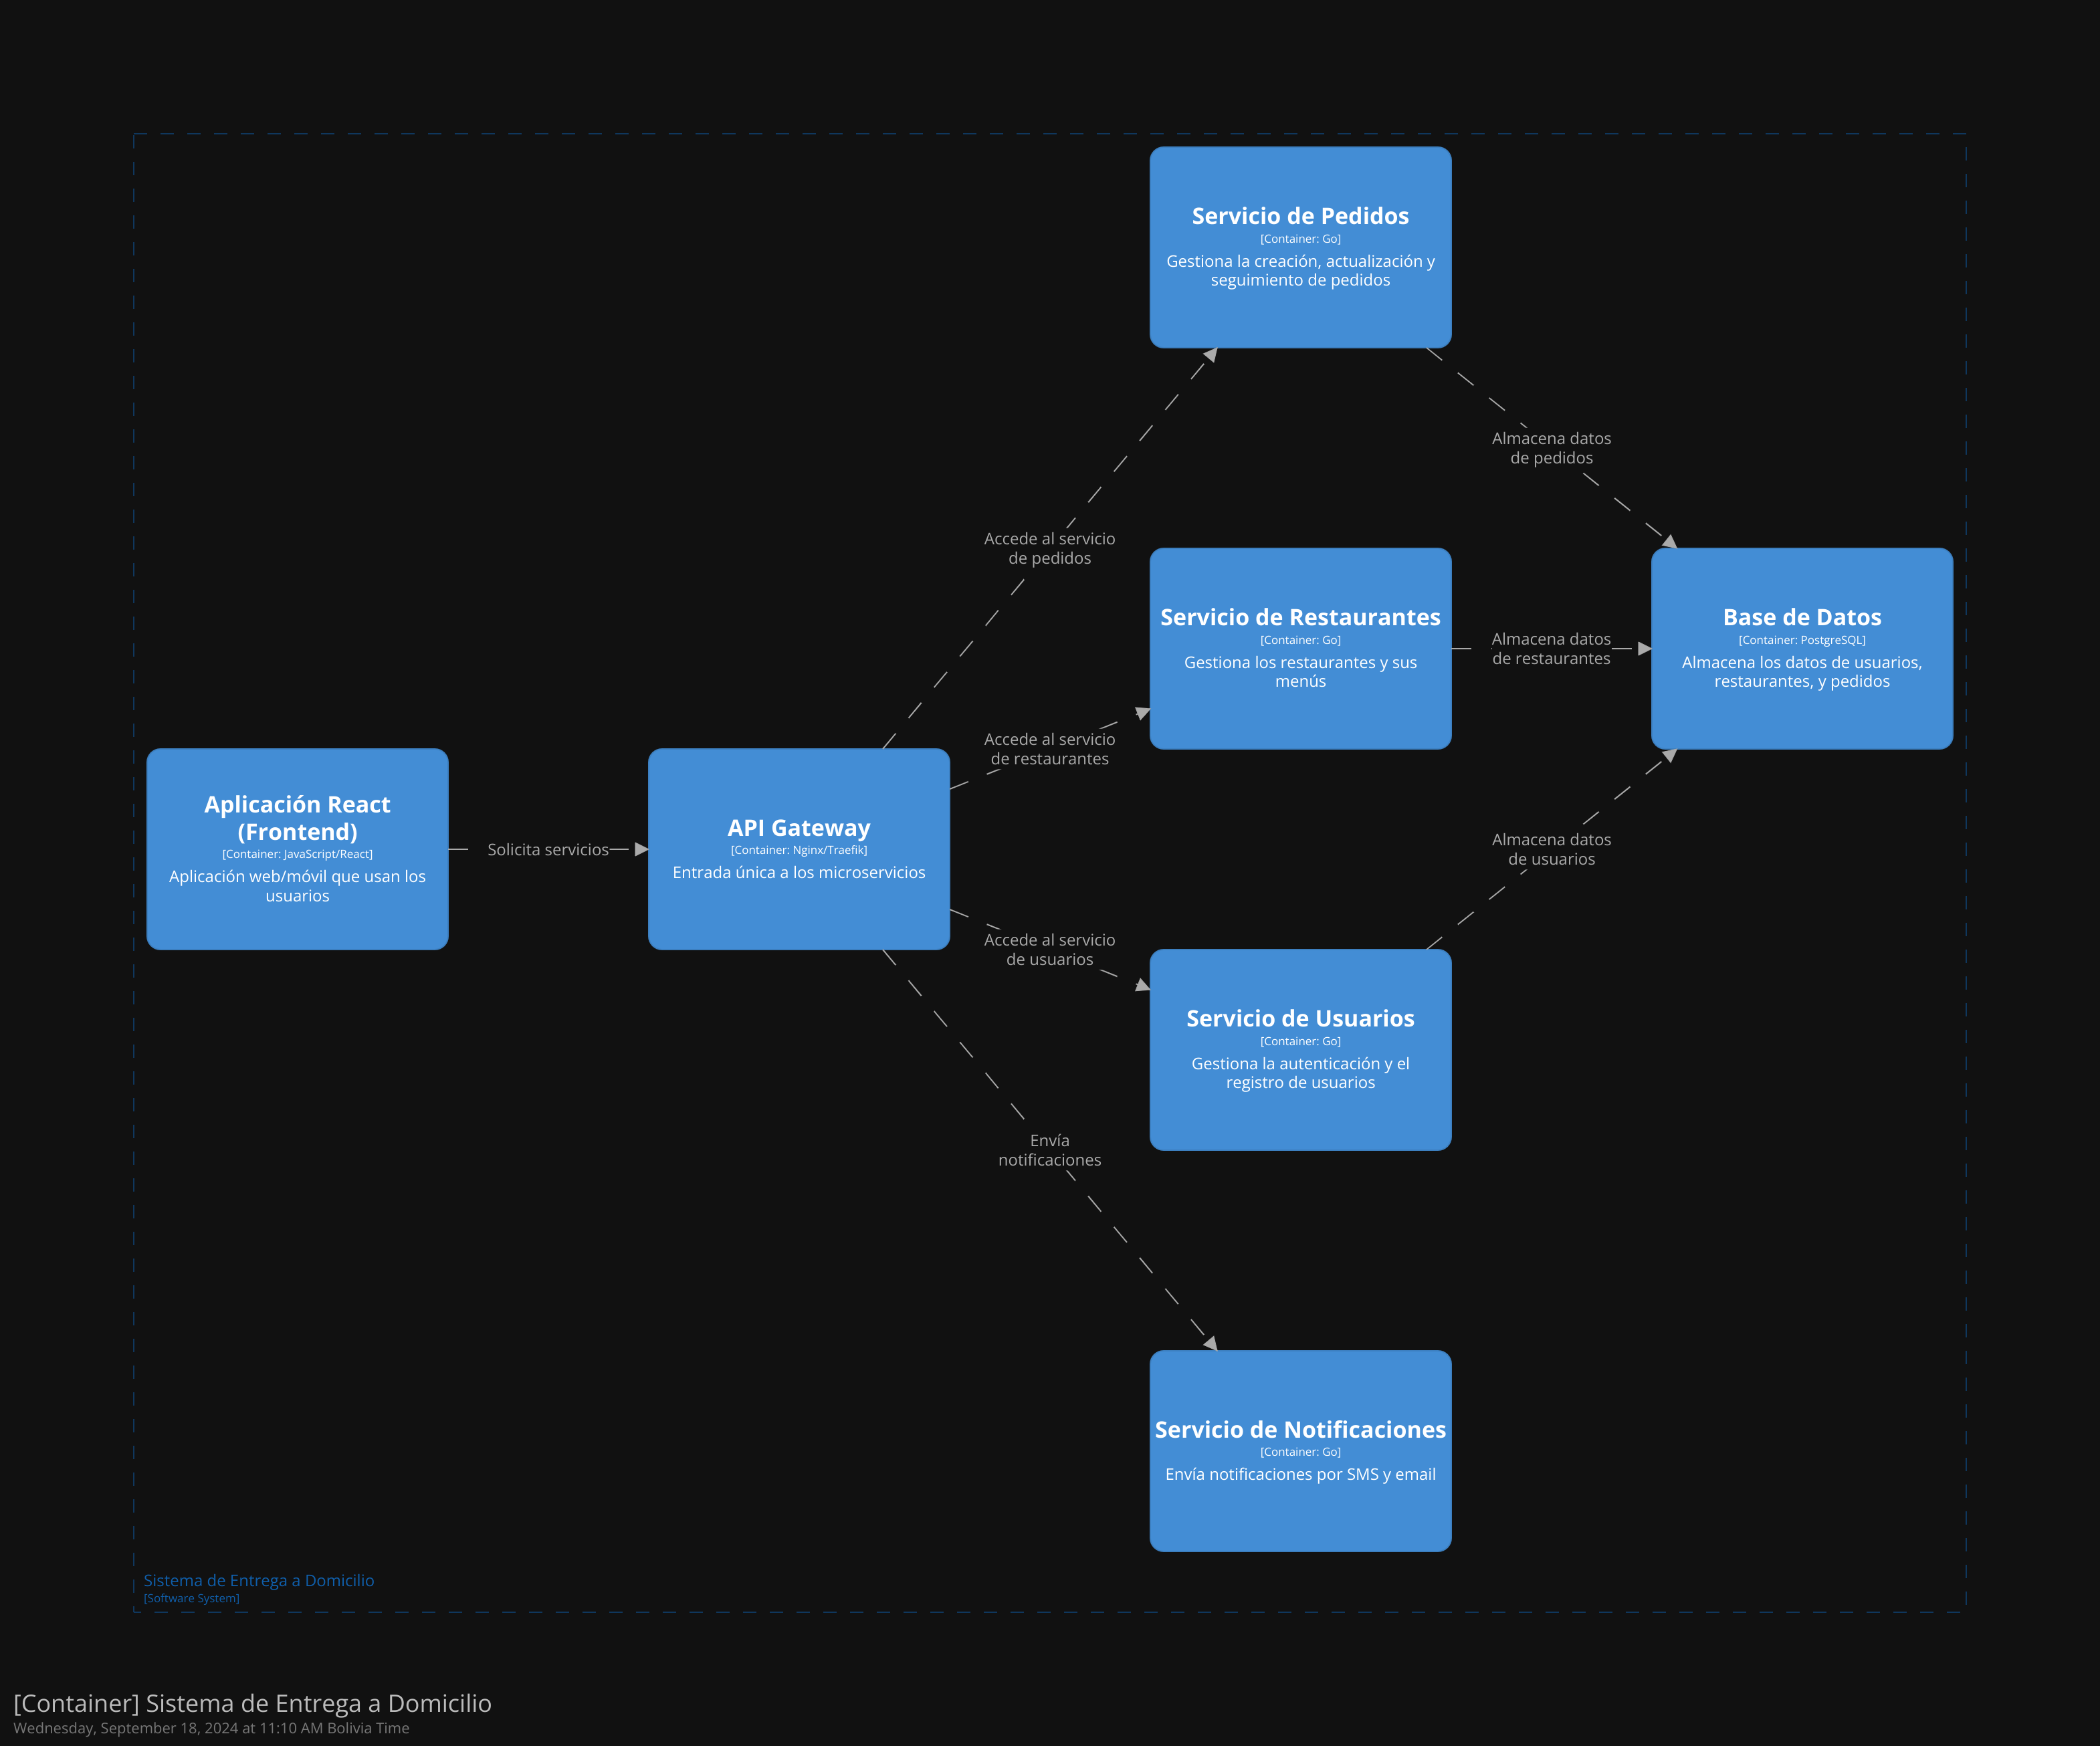 Servicio de Pedidos
[Container: Go]
Gestiona la creación, actualización y
seguimiento de pedidos
Almacena datos
de pedidos
Accede al servicio
de pedidos
Servicio de Restaurantes
[Container: Go]
Gestiona los restaurantes y sus
menús
Almacena datos
de restaurantes
Base de Datos
[Container: PostgreSQL]
Almacena los datos de usuarios,
restaurantes, y pedidos
Accede al servicio
de restaurantes
Aplicación React
(Frontend)
[Container: JavaScript/React]
Aplicación web/móvil que usan los
usuarios
Solicita servicios
API Gateway
[Container: Nginx/Traefik]
Entrada única a los microservicios
Almacena datos
de usuarios
Accede al servicio
de usuarios
Servicio de Usuarios
[Container: Go]
Gestiona la autenticación y el
registro de usuarios
Envía
notificaciones
Servicio de Notificaciones
[Container: Go]
Envía notificaciones por SMS y email
Sistema de Entrega a Domicilio
[Software System]
[Container] Sistema de Entrega a Domicilio
Wednesday, September 18, 2024 at 11:10 AM Bolivia Time